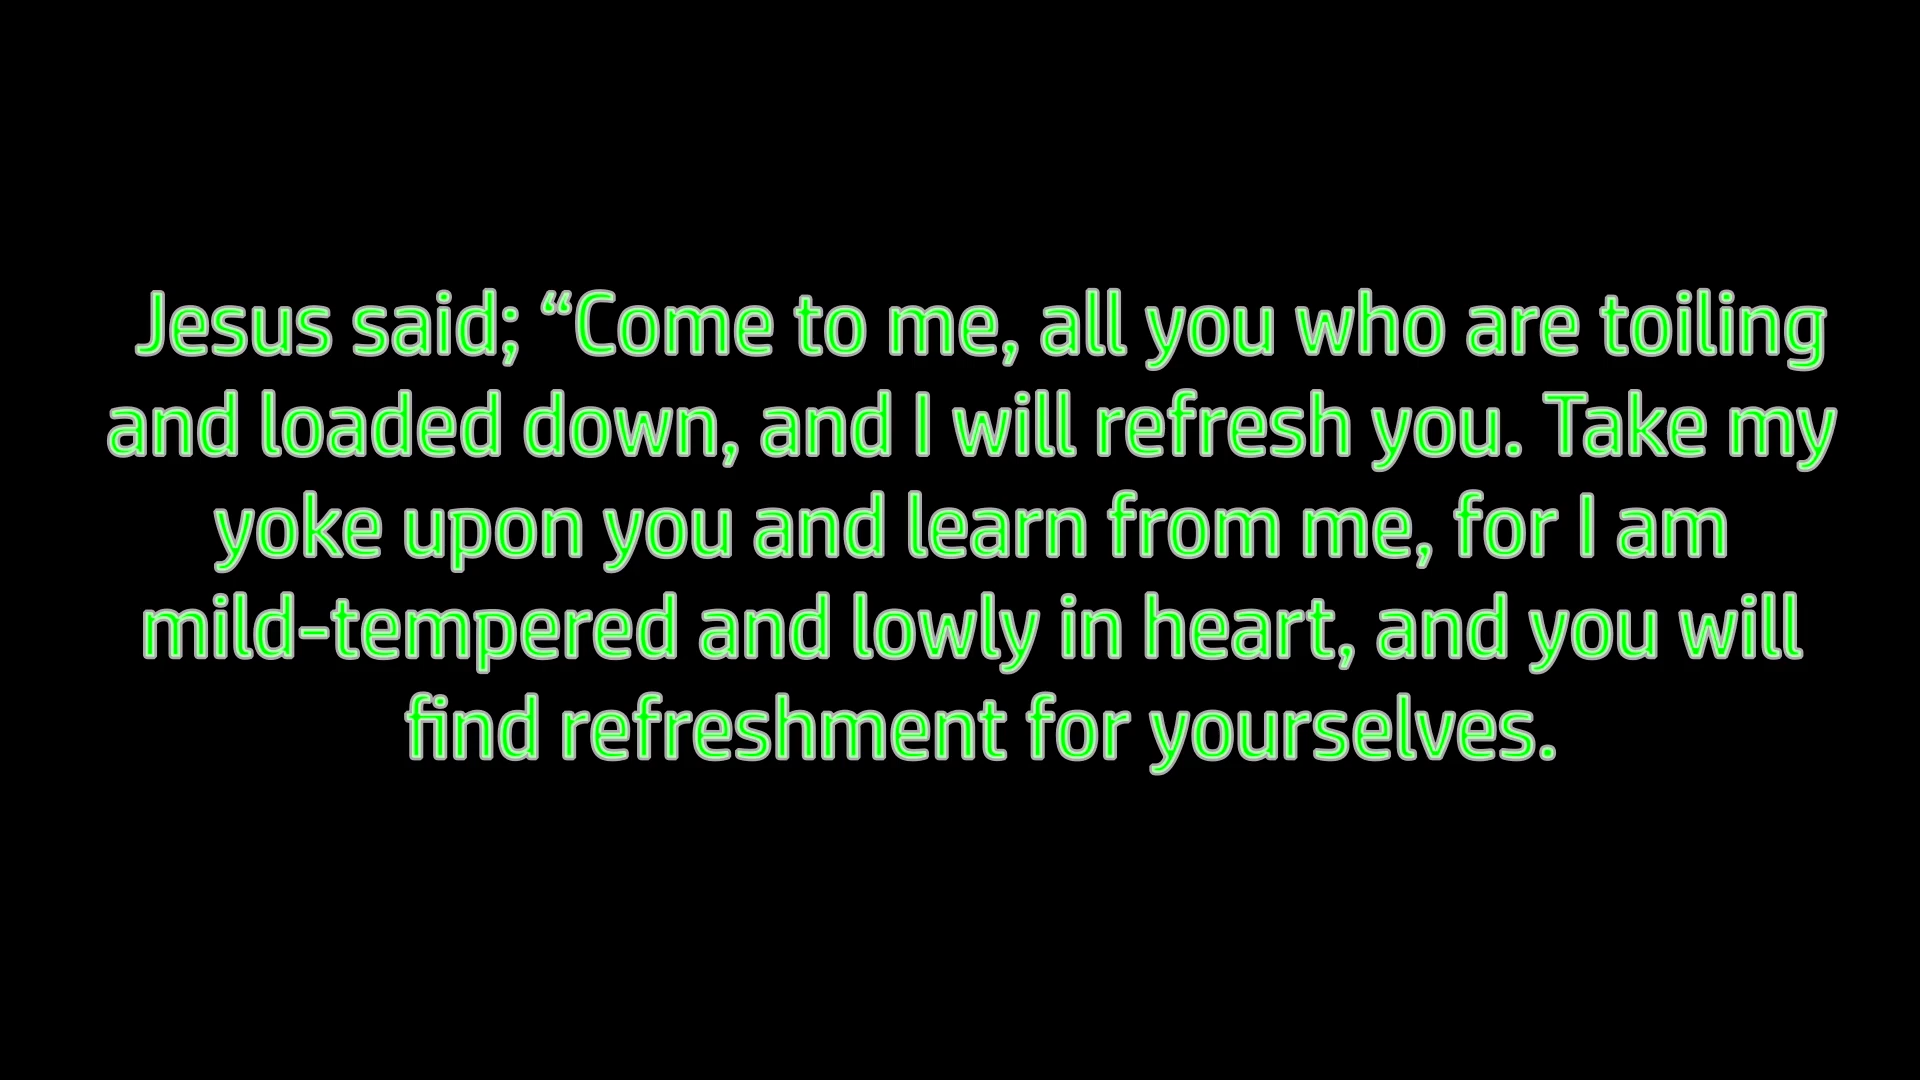 Jesus said; “Come to me, all you who are toiling
and loaded down, and I will refresh you. Take my
yoke upon you and learn from me, for I am
mild-tempered and lowly in heart, and you will
find refreshment for yourselves.